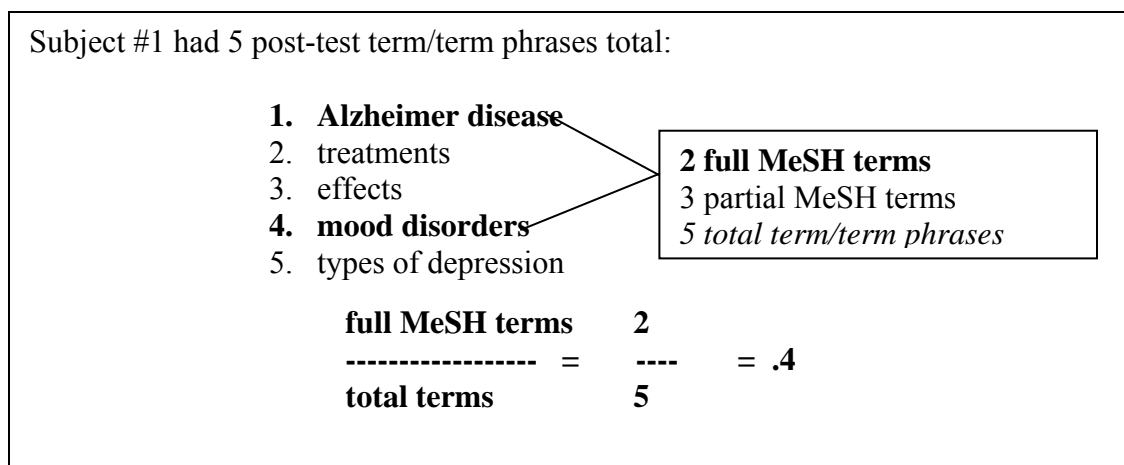 Subject #1 had 5 post-test term/term phrases total:
1. Alzheimer disease
2. treatments
3. effects
4. mood disorders
5. types of depression
2 full MeSH terms
3 partial MeSH terms
5 total term/term phrases
full MeSH terms 2
----------------- = ---- = .4
total terms 5